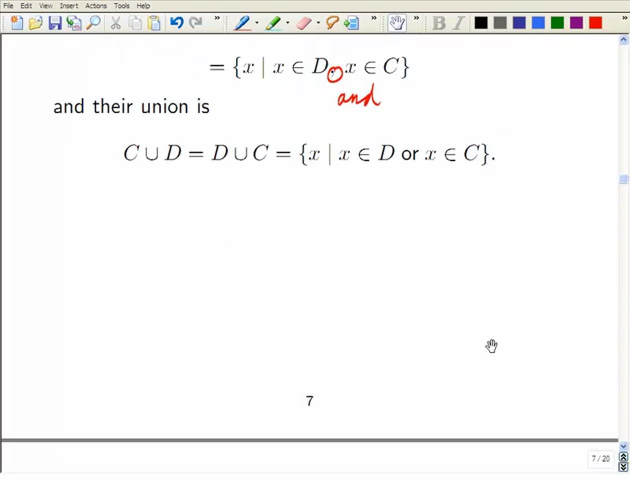 File Edit View Insert Actions Tools Help
= {x | x ∈ D, x ∈ C}
and
and their union is
C ∪ D = D ∪ C = {x | x ∈ D or x ∈ C}.
7
7 / 20